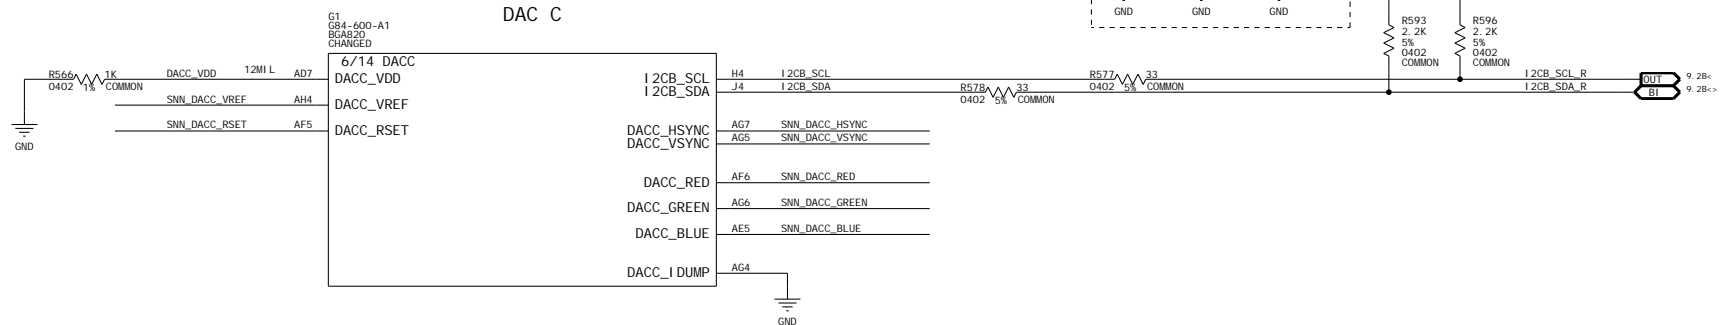 DAC C
G1
G84-600-A1
BGA820
CHANGED
6/14 DACC
GND
GND
GND
R593
2.2K
5%
0402
COMMON
R596
2.2K
5%
0402
COMMON
R566
1K
0402
1%
COMMON
DACC_VDD
12MIL
AD7
DACC_VDD
I2CB_SCL
H4
I2CB_SCL
R577
33
0402
5%
COMMON
I2CB_SCL_R
OUT
9.2B<
I2CB_SDA
J4
I2CB_SDA
R578
33
0402
5%
COMMON
I2CB_SDA_R
BI
9.2B<>
SNN_DACC_VREF
AH4
DACC_VREF
SNN_DACC_RSET
AF5
DACC_RSET
DACC_HSYNC
AG7
SNN_DACC_HSYNC
DACC_VSYNC
AG5
SNN_DACC_VSYNC
GND
DACC_RED
AF6
SNN_DACC_RED
DACC_GREEN
AG6
SNN_DACC_GREEN
DACC_BLUE
AE5
SNN_DACC_BLUE
DACC_IDUMP
AG4
GND